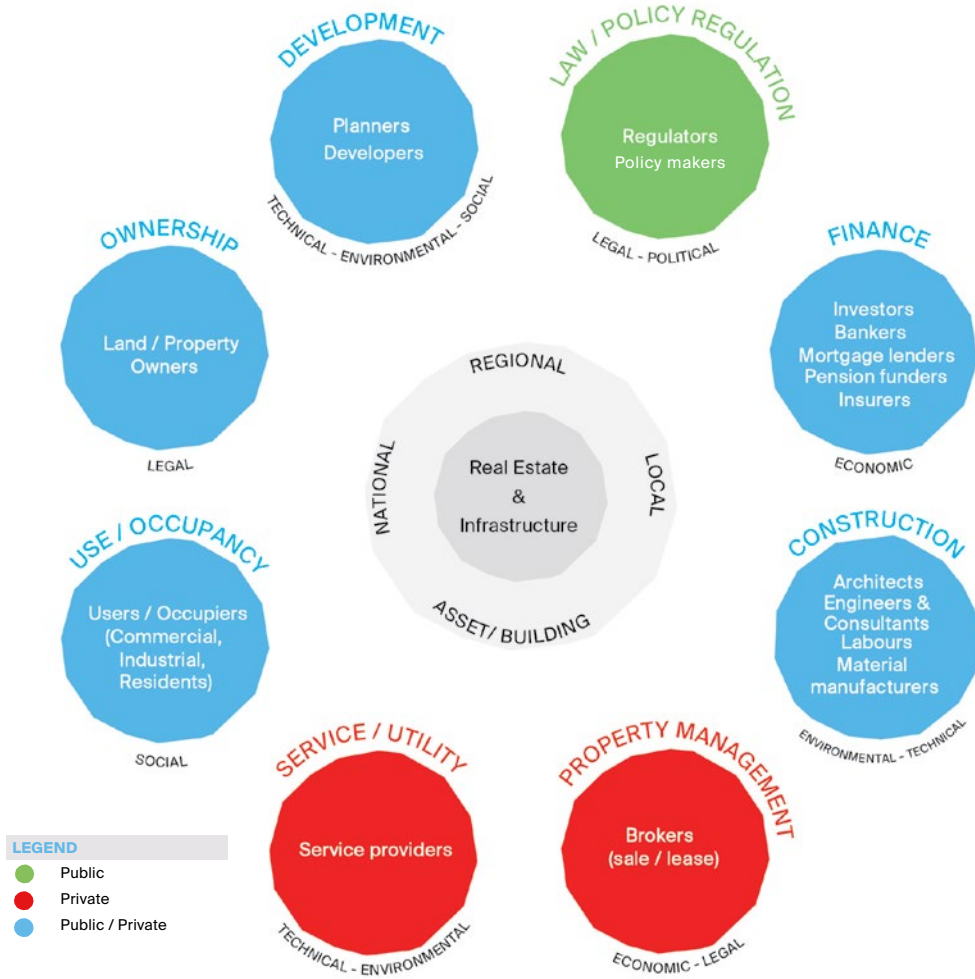 DEVELOPMENT
Planners
Developers
TECHNICAL - ENVIRONMENTAL - SOCIAL
LAW / POLICY REGULATION
Regulators
Policy makers
LEGAL - POLITICAL
OWNERSHIP
Land / Property
Owners
LEGAL
FINANCE
Investors
Bankers
Mortgage lenders
Pension funders
Insurers
ECONOMIC
REGIONAL
NATIONAL
LOCAL
ASSET/ BUILDING
Real Estate
&
Infrastructure
USE / OCCUPANCY
Users / Occupiers
(Commercial,
Industrial,
Residents)
SOCIAL
CONSTRUCTION
Architects
Engineers &
Consultants
Labours
Material
manufacturers
ENVIRONMENTAL - TECHNICAL
SERVICE / UTILITY
Service providers
TECHNICAL - ENVIRONMENTAL
PROPERTY MANAGEMENT
Brokers
(sale / lease)
ECONOMIC - LEGAL
LEGEND
Public
Private
Public / Private